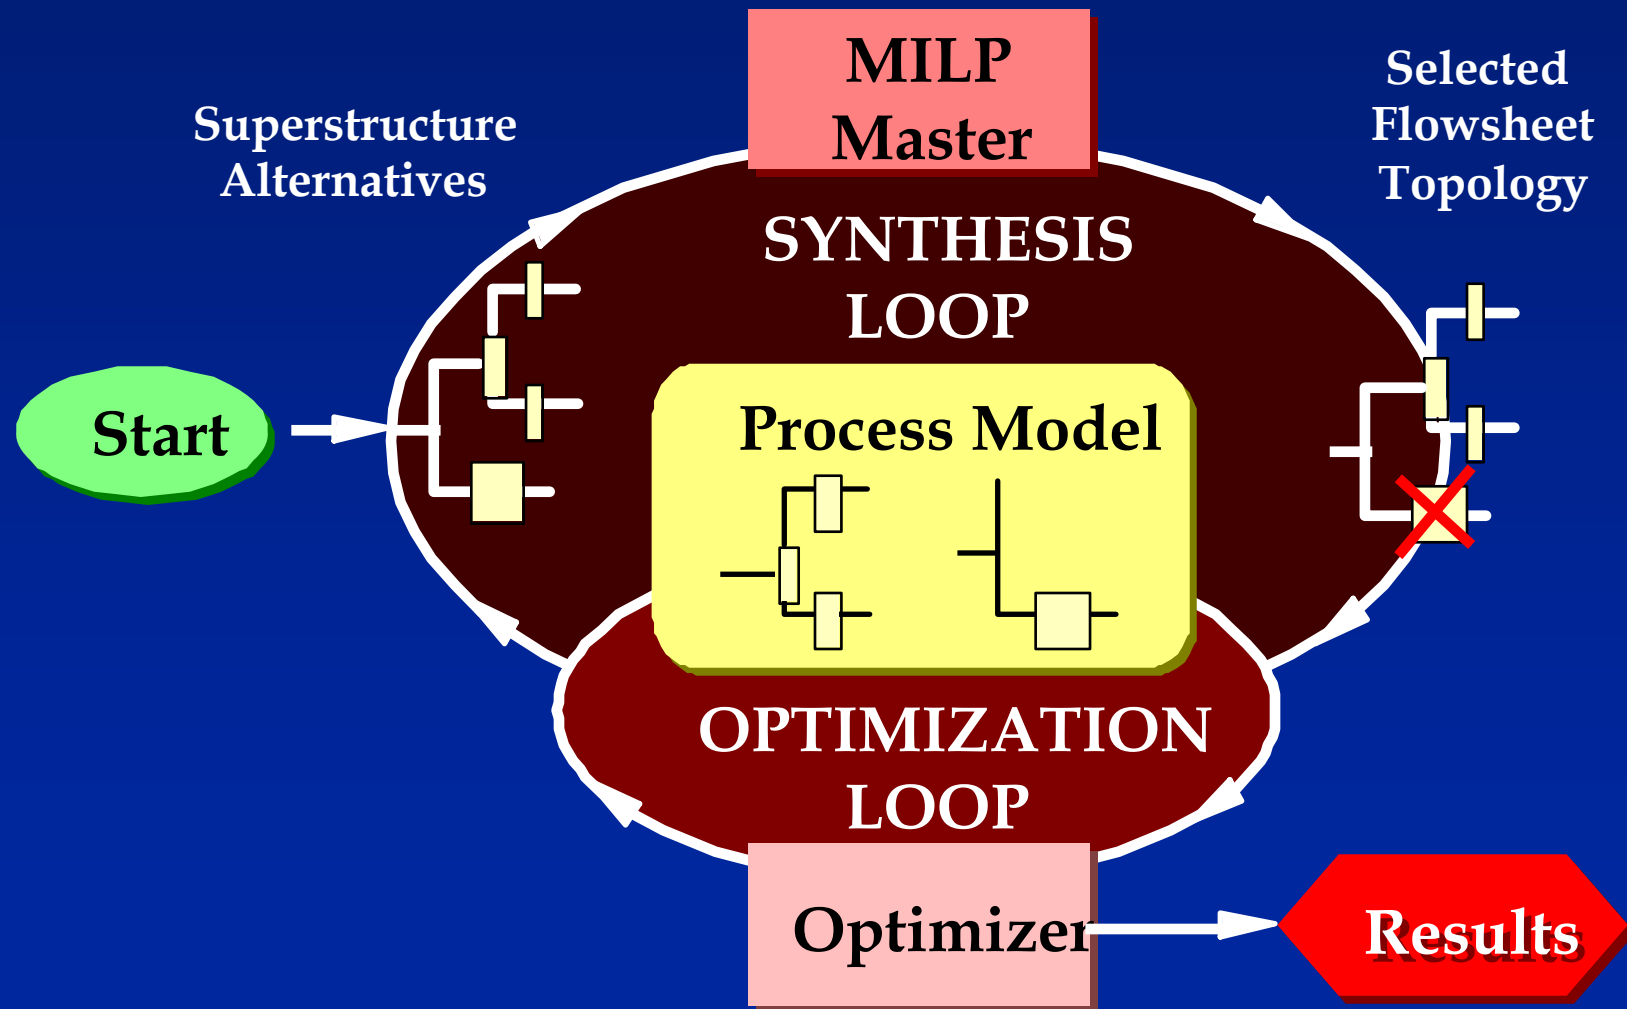 MILP
Master
Superstructure
Alternatives
Selected
Flowsheet
Topology
SYNTHESIS
LOOP
Start
Process Model
OPTIMIZATION
LOOP
Optimizer
Results